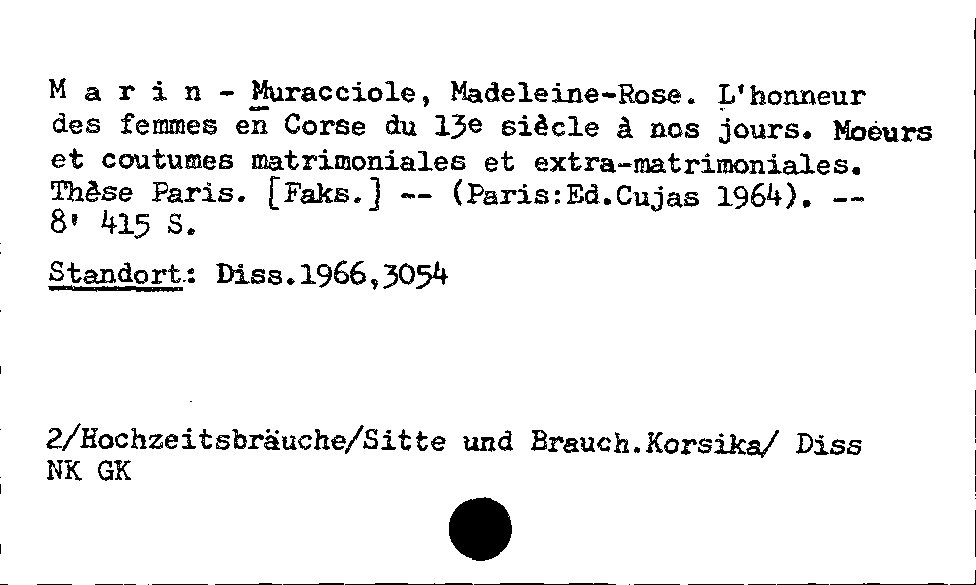 M a r i n - Muracciole, Madeleine-Rose. L'honneur
des femmes en Corse du 13e siècle à nos jours. Moeurs
et coutumes matrimoniales et extra-matrimoniales.
Thèse Paris. [Faks.] -- (Paris:Ed.Cujas 1964). --
8' 415 S.
Standort: Diss.1966,3054
2/Hochzeitsbräuche/Sitte und Brauch.Korsika/ Diss
NK GK